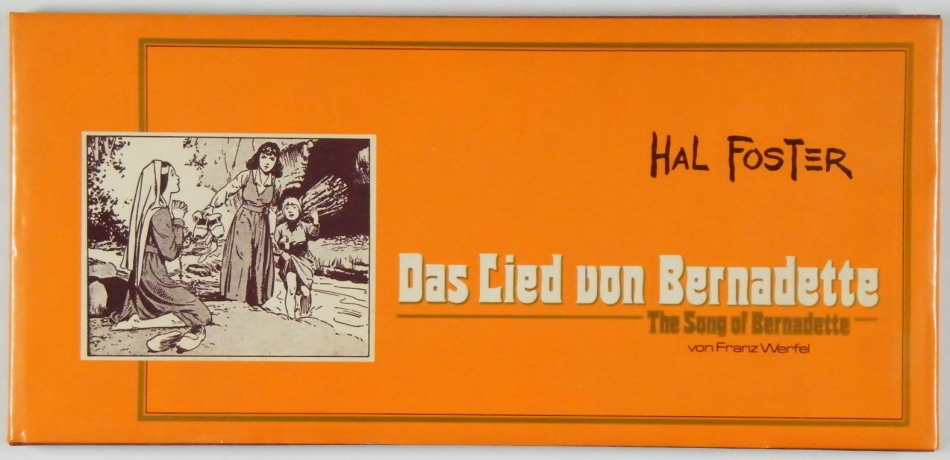 HAL FOSTER
Das Lied von Bernadette
The Song of Bernadette
von Franz Werfel